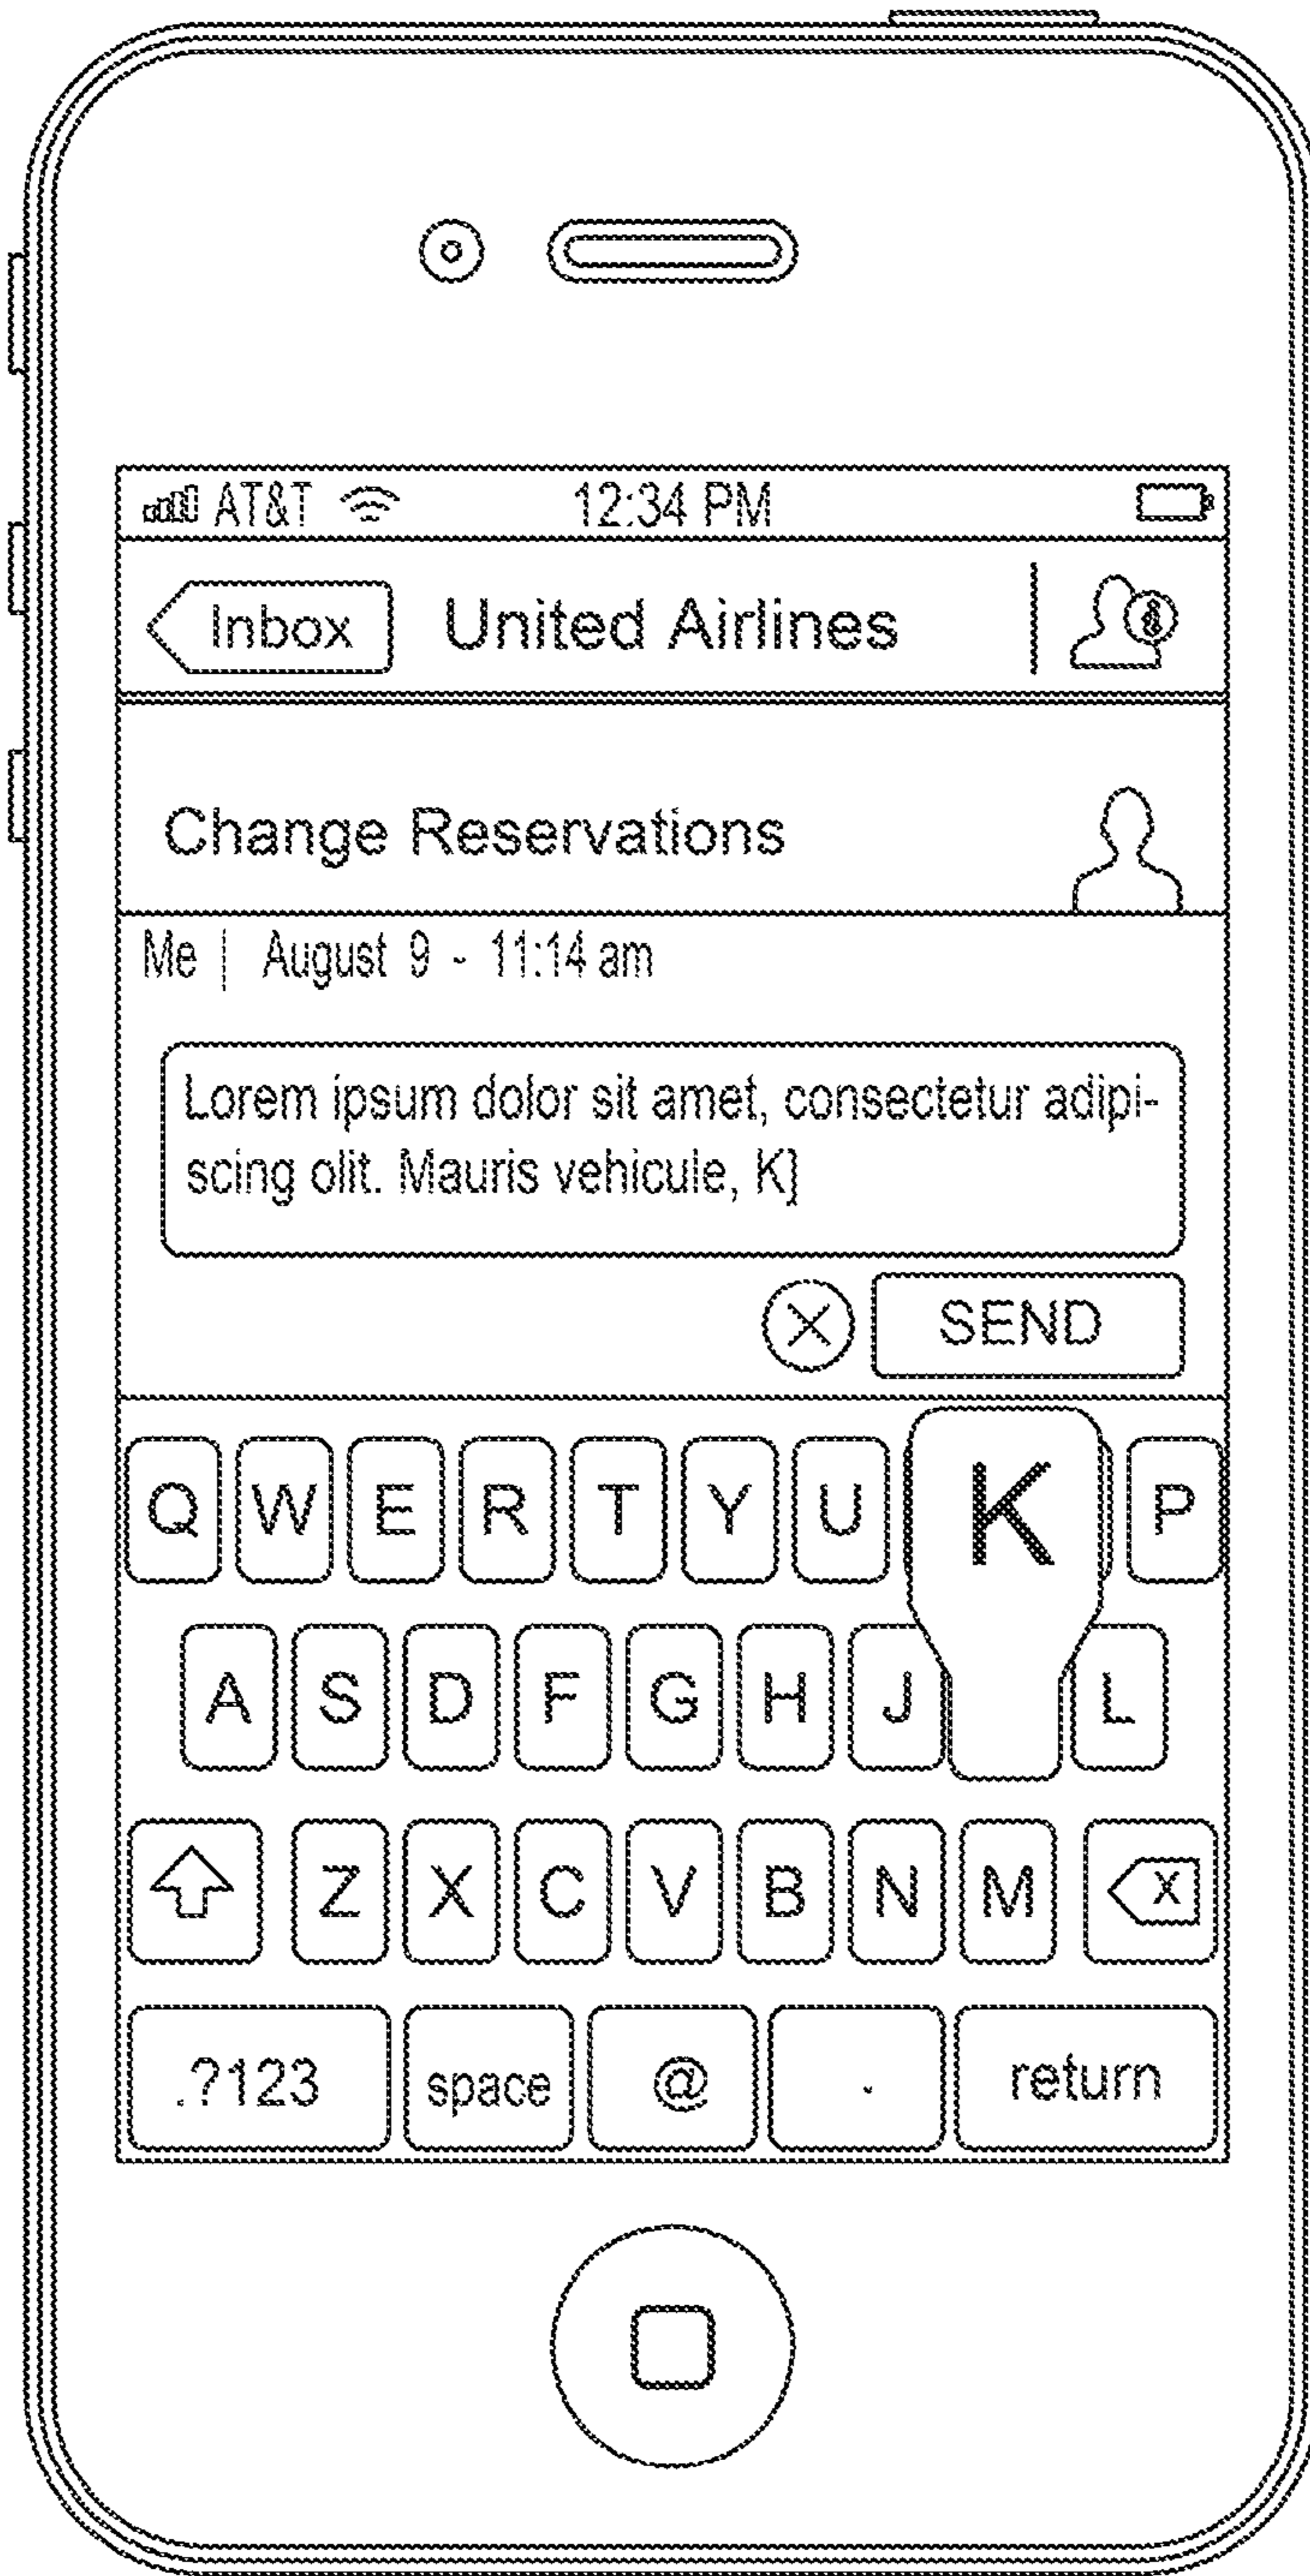 AT&T 12:34 PM
Inbox United Airlines
Change Reservations
Me | August 9 - 11:14 am
Lorem ipsum dolor sit amet, consectetur adipi-
scing olit. Mauris vehicule, K]
X SEND
Q W E R T Y U K P
A S D F G H J L
Z X C V B N M X
.?123 space @ . return